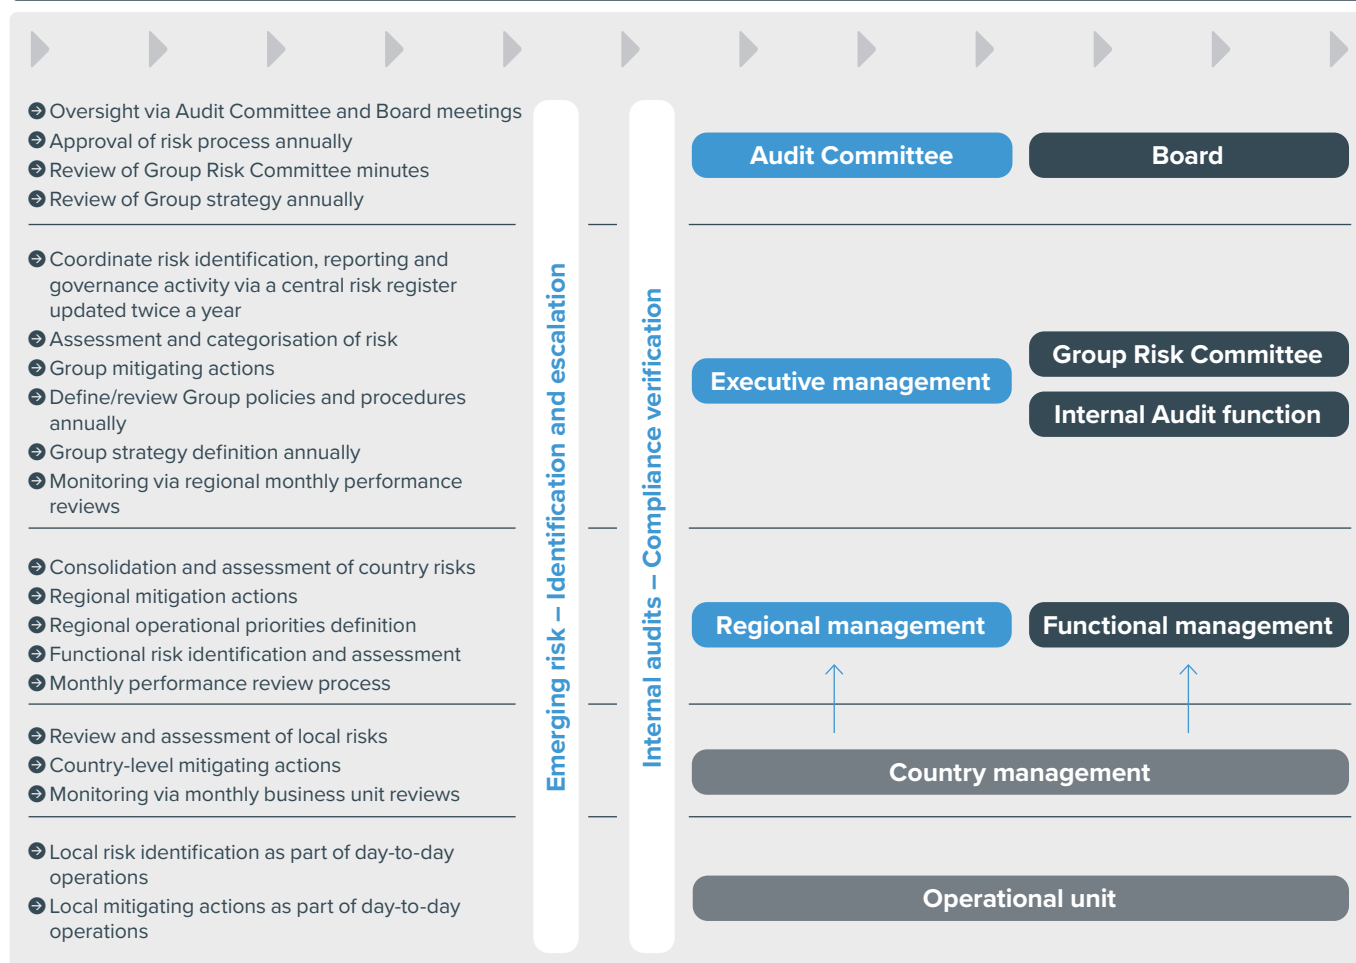 Oversight via Audit Committee and Board meetings
Approval of risk process annually
Review of Group Risk Committee minutes
Review of Group strategy annually
Audit Committee
Board
Coordinate risk identification, reporting and
governance activity via a central risk register
updated twice a year
Assessment and categorisation of risk
Group mitigating actions
Define/review Group policies and procedures
annually
Group strategy definition annually
Monitoring via regional monthly performance
reviews
Executive management
Group Risk Committee
Internal Audit function
Consolidation and assessment of country risks
Regional mitigation actions
Regional operational priorities definition
Functional risk identification and assessment
Monthly performance review process
Regional management
Functional management
Review and assessment of local risks
Country-level mitigating actions
Monitoring via monthly business unit reviews
Country management
Local risk identification as part of day-to-day
operations
Local mitigating actions as part of day-to-day
operations
Operational unit
Emerging risk – Identification and escalation
Internal audits – Compliance verification